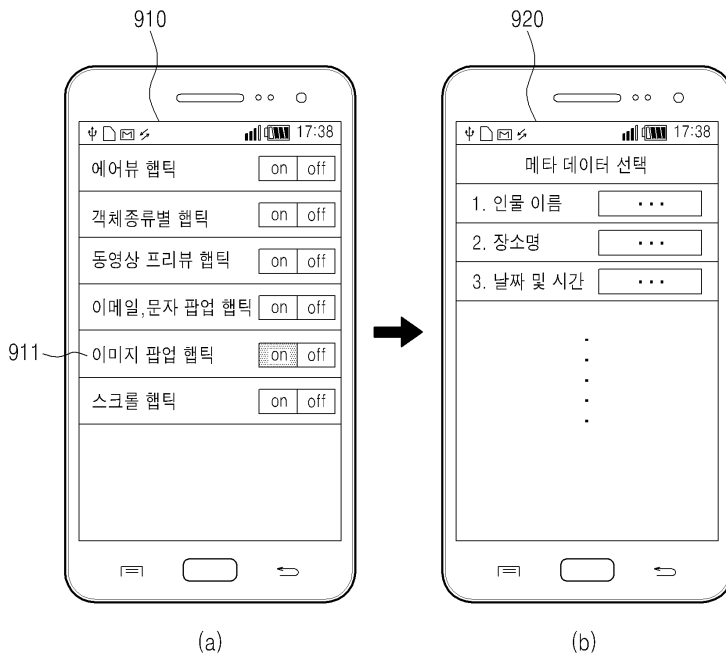 910
920
17:38
에어뷰 햅틱 on off
객체종류별 햅틱 on off
동영상 프리뷰 햅틱 on off
이메일,문자 팝업 햅틱 on off
911 이미지 팝업 햅틱 on off
스크롤 햅틱 on off
(a)
17:38
메타 데이터 선택
1. 인물 이름 ...
2. 장소명 ...
3. 날짜 및 시간 ...
(b)